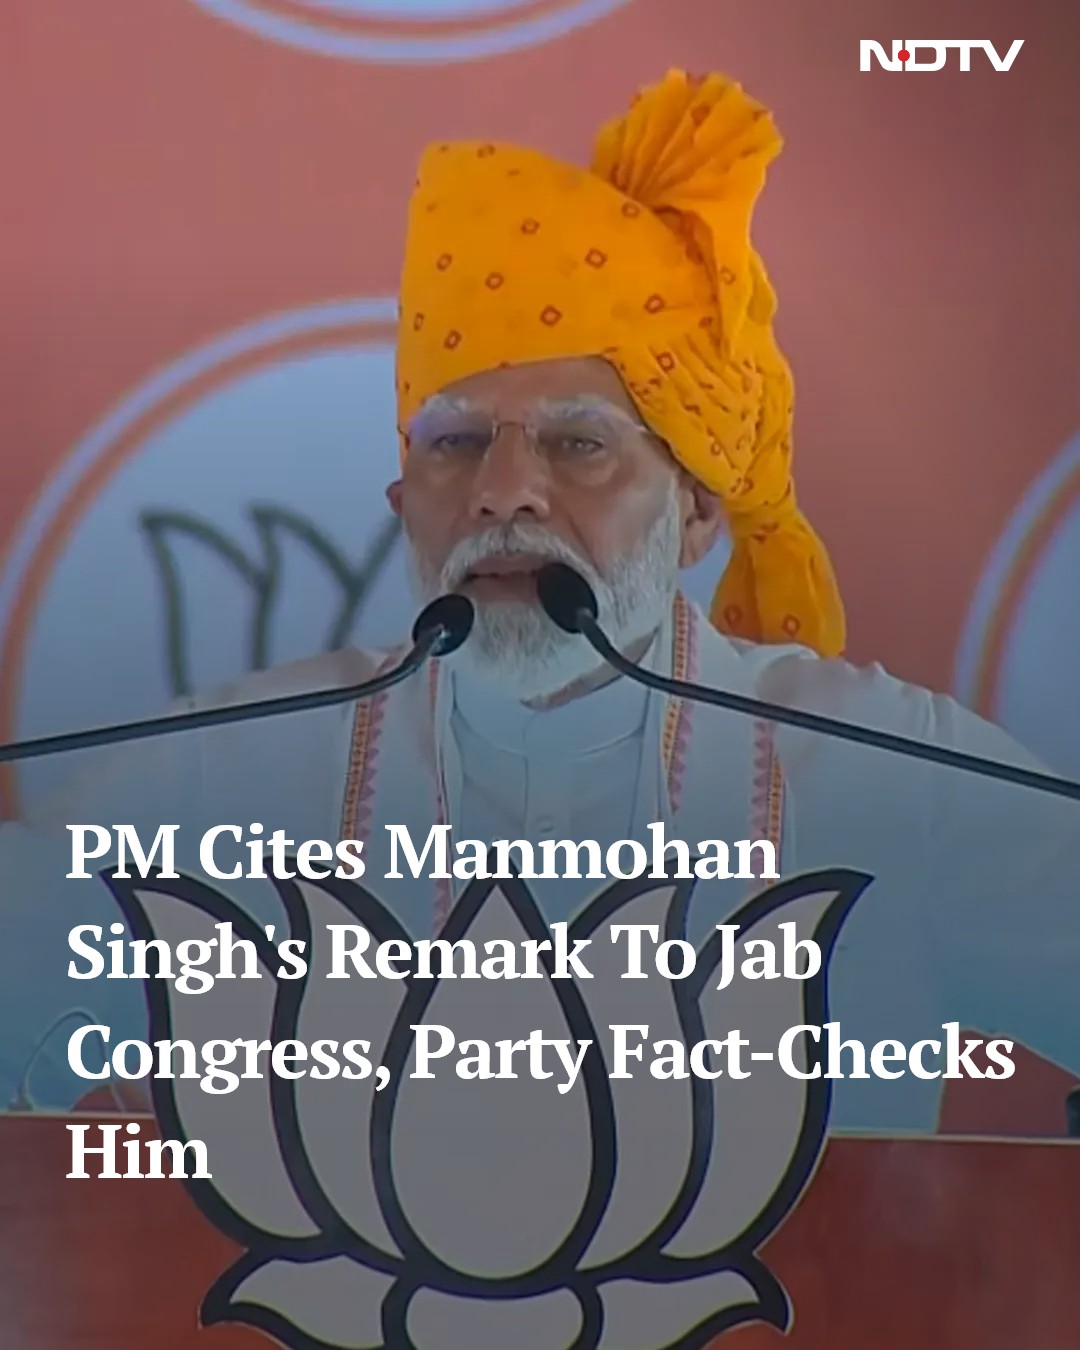 NDTV
PM Cites Manmohan
Singh's Remark To Jab
Congress, Party Fact-Checks
Him